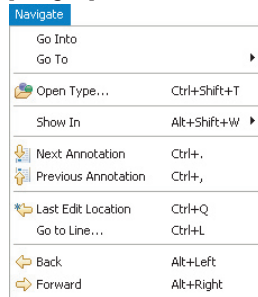 Navigate
Go Into
Go To
Open Type... Ctrl+Shift+T
Show In Alt+Shift+W
Next Annotation Ctrl+.
Previous Annotation Ctrl+,
Last Edit Location Ctrl+Q
Go to Line... Ctrl+L
Back Alt+Left
Forward Alt+Right